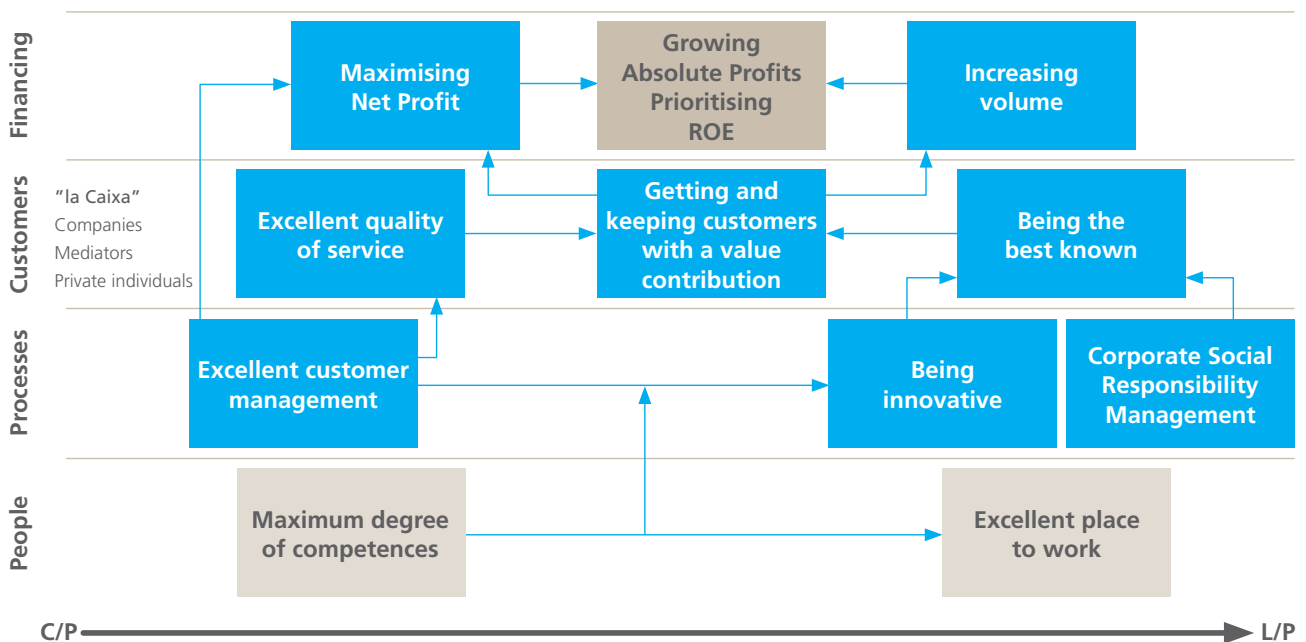 Financing
Maximising
Net Profit
Growing
Absolute Profits
Prioritising
ROE
Increasing
volume
Customers
"la Caixa"
Companies
Mediators
Private individuals
Excellent quality
of service
Getting and
keeping customers
with a value
contribution
Being the
best known
Processes
Excellent customer
management
Being
innovative
Corporate Social
Responsibility
Management
People
Maximum degree
of competences
Excellent place
to work
C/P
L/P